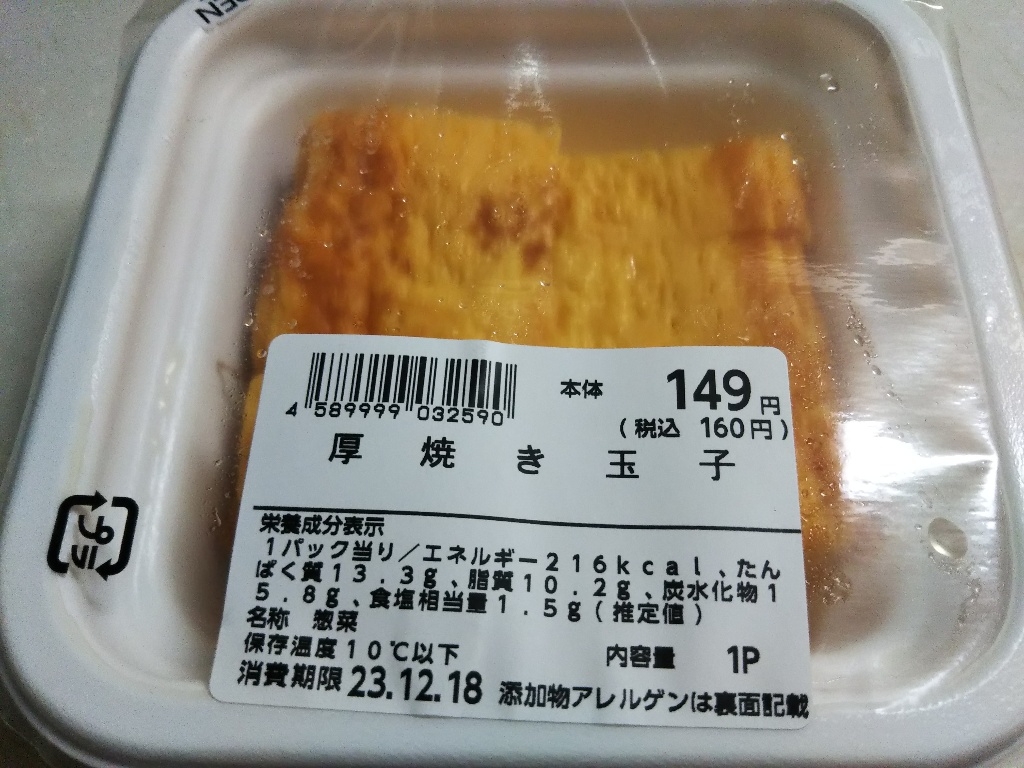 本体 149円
(税込 160円)
4 589999 032590
厚焼き玉子
栄養成分表示
1パック当り/エネルギー216kcal、たん
ぱく質13.3g、脂質10.2g、炭水化物1
5.8g、食塩相当量1.5g(推定値)
名称 惣菜
保存温度10℃以下 内容量 1P
消費期限 23.12.18 添加物アレルゲンは裏面記載
プラ